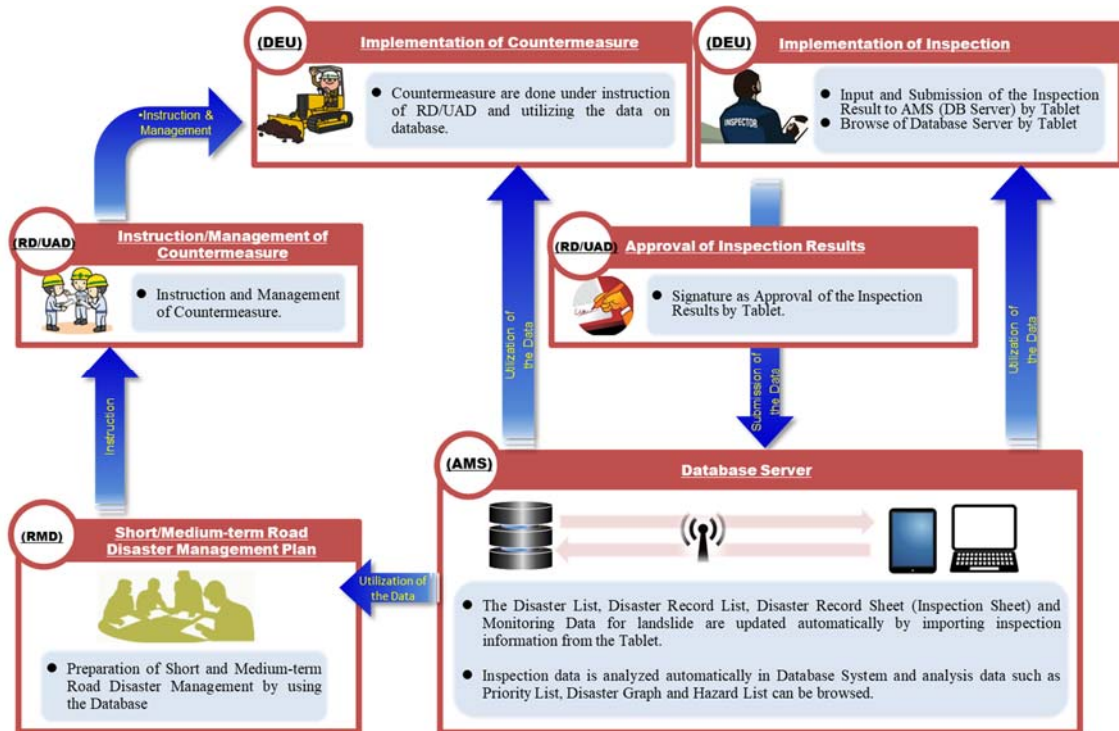 (DEU)
Implementation of Countermeasure
Countermeasure are done under instruction
of RD/UAD and utilizing the data on
database.
(DEU)
Implementation of Inspection
INSPECTOR
Input and Submission of the Inspection
Result to AMS (DB Server) by Tablet
Browse of Database Server by Tablet
•Instruction &
Management
(RD/UAD)
Instruction/Management of
Countermeasure
Instruction and Management
of Countermeasure.
Utilization of
the Data
(RD/UAD)
Approval of Inspection Results
Signature as Approval of the Inspection
Results by Tablet.
Submission of
the Data
Utilization of
the Data
Instruction
(RMD)
Short/Medium-term Road
Disaster Management Plan
Preparation of Short and Medium-term
Road Disaster Management by using
the Database
Utilization of
the Data
(AMS)
Database Server
The Disaster List, Disaster Record List, Disaster Record Sheet (Inspection Sheet) and
Monitoring Data for landslide are updated automatically by importing inspection
information from the Tablet.
Inspection data is analyzed automatically in Database System and analysis data such as
Priority List, Disaster Graph and Hazard List can be browsed.